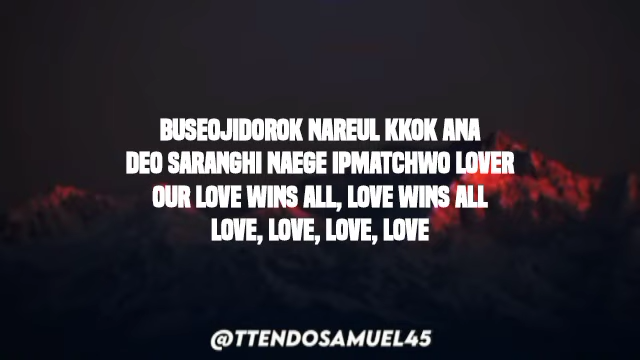 BUSEOJIDOROK NAREUL KKOK ANA
DEO SARANGHI NAEGE IPMATCHWO LOVER
OUR LOVE WINS ALL, LOVE WINS ALL
LOVE, LOVE, LOVE, LOVE
@TTENDOSAMUEL45